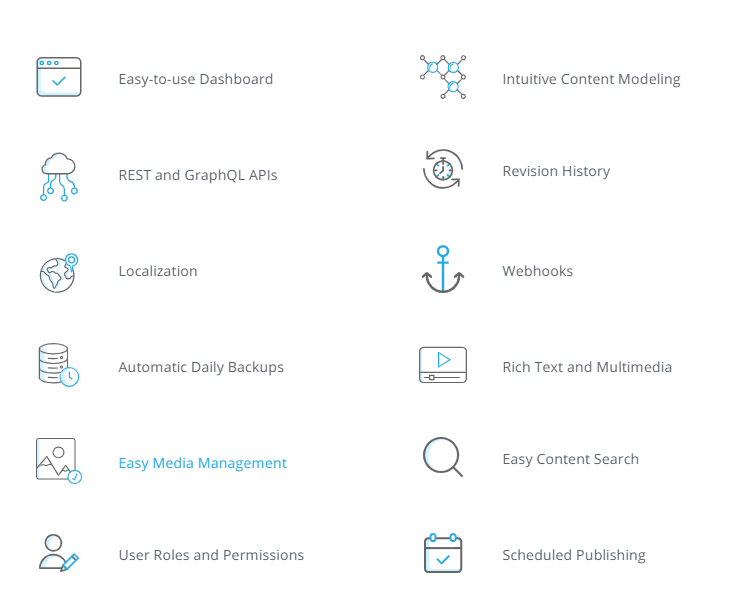 Easy-to-use Dashboard
Intuitive Content Modeling
REST and GraphQL APIs
Revision History
Localization
Webhooks
Automatic Daily Backups
Rich Text and Multimedia
Easy Media Management
Easy Content Search
User Roles and Permissions
Scheduled Publishing